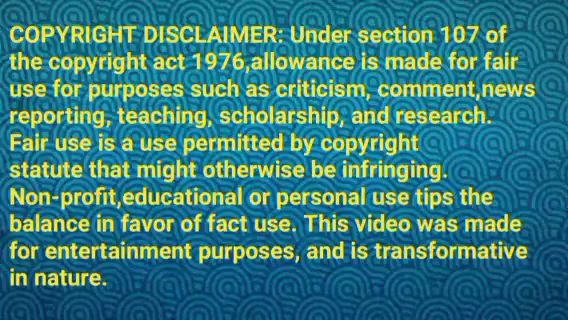 COPYRIGHT DISCLAIMER: Under section 107 of
the copyright act 1976,allowance is made for fair
use for purposes such as criticism, comment,news
reporting, teaching, scholarship, and research.
Fair use is a use permitted by copyright
statute that might otherwise be infringing.
Non-profit,educational or personal use tips the
balance in favor of fact use. This video was made
for entertainment purposes, and is transformative
in nature.